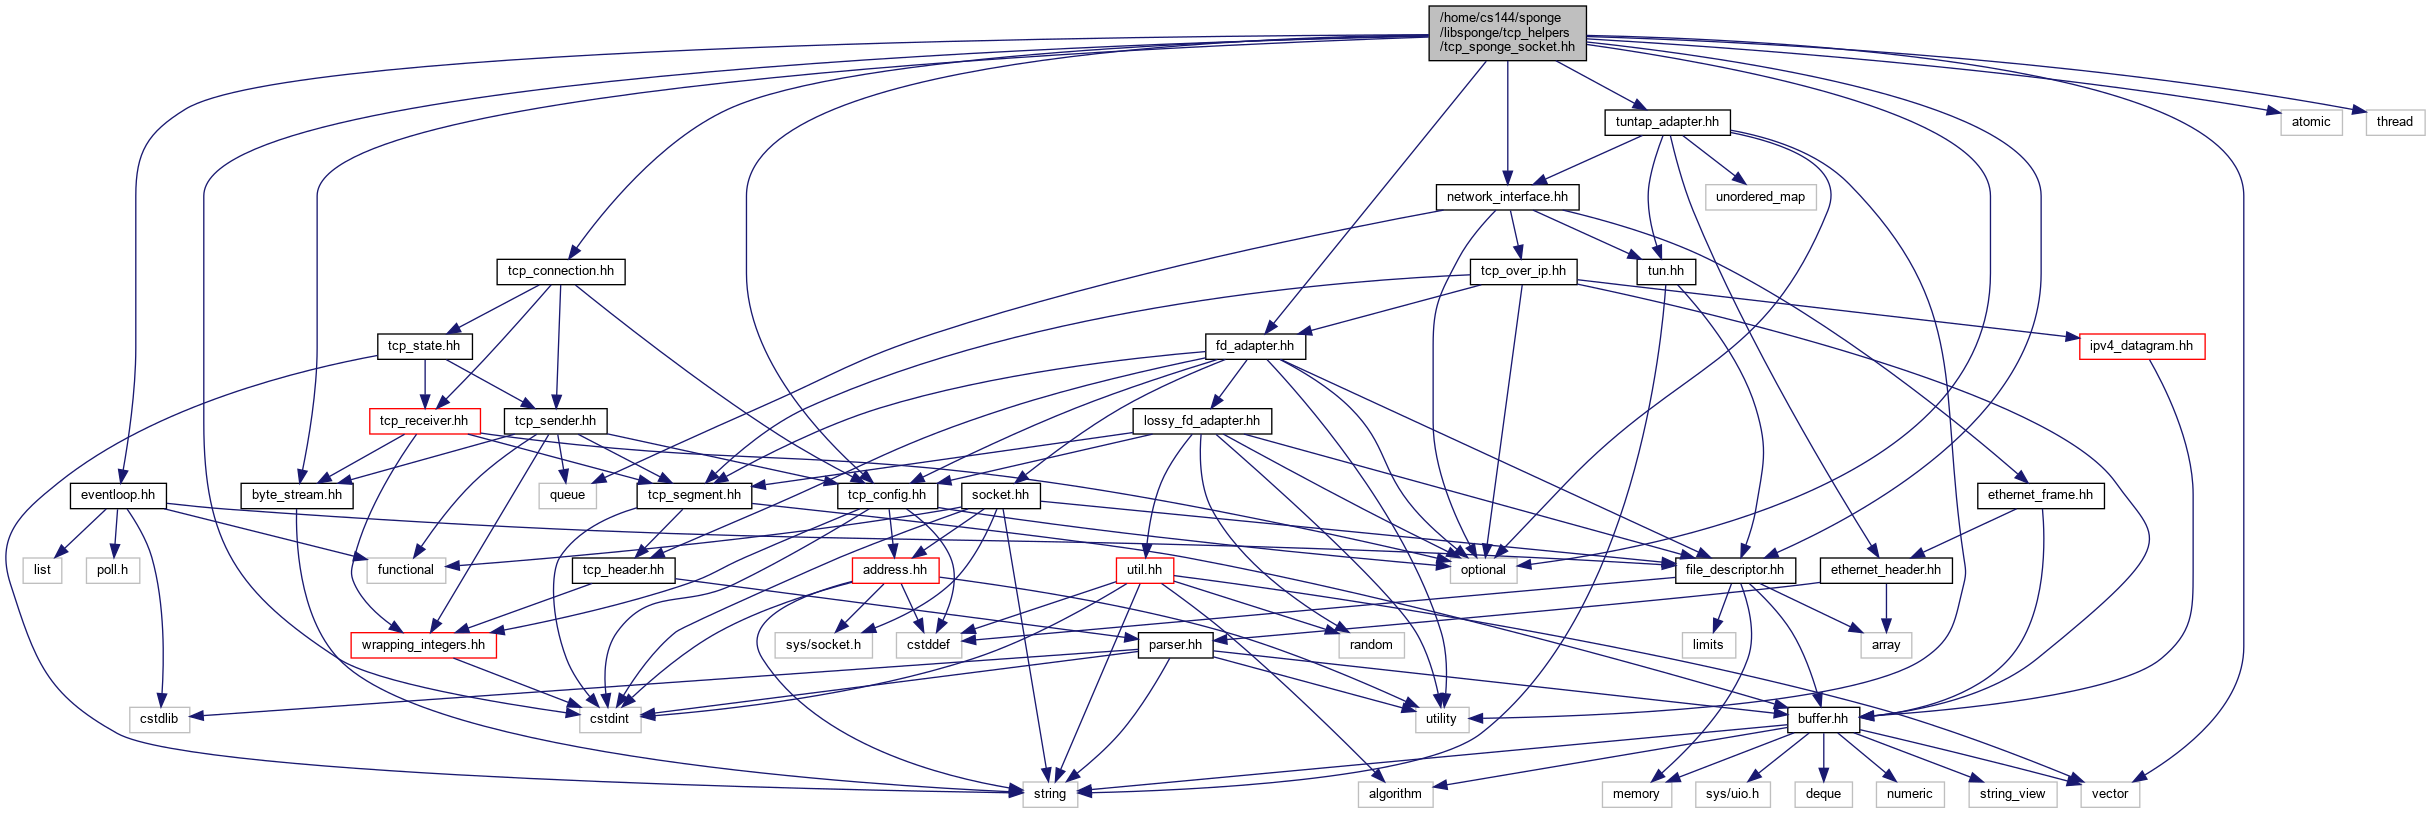 /home/cs144/sponge
/libsponge/tcp_helpers
/tcp_sponge_socket.hh
tuntap_adapter.hh
atomic
thread
network_interface.hh
unordered_map
tcp_connection.hh
tcp_over_ip.hh
tun.hh
tcp_state.hh
fd_adapter.hh
ipv4_datagram.hh
tcp_receiver.hh
tcp_sender.hh
lossy_fd_adapter.hh
eventloop.hh
byte_stream.hh
queue
tcp_segment.hh
tcp_config.hh
socket.hh
ethernet_frame.hh
list
poll.h
functional
tcp_header.hh
address.hh
util.hh
optional
file_descriptor.hh
ethernet_header.hh
wrapping_integers.hh
sys/socket.h
cstddef
parser.hh
random
limits
array
cstdlib
cstdint
utility
buffer.hh
string
algorithm
memory
sys/uio.h
deque
numeric
string_view
vector